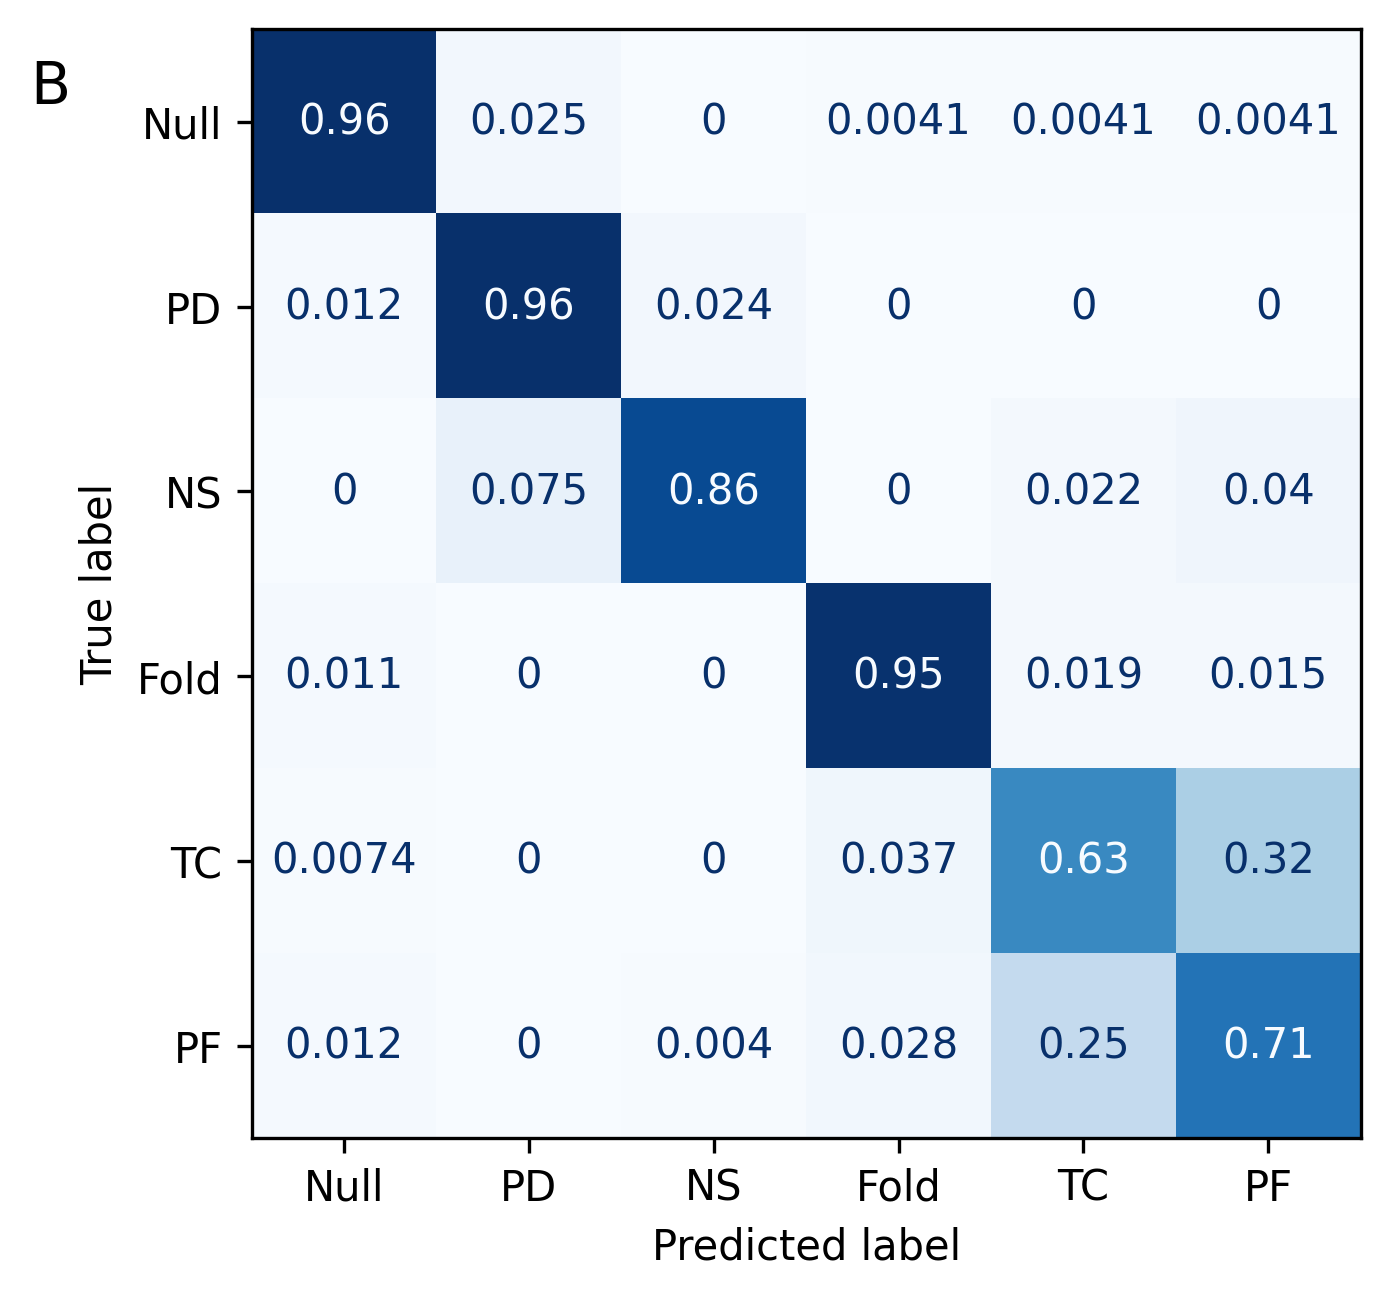 B
Null 0.96 0.025 0 0.0041 0.0041 0.0041
PD 0.012 0.96 0.024 0 0 0
NS 0 0.075 0.86 0 0.022 0.04
Fold 0.011 0 0 0.95 0.019 0.015
TC 0.0074 0 0 0.037 0.63 0.32
PF 0.012 0 0.004 0.028 0.25 0.71
True label
Null PD NS Fold TC PF
Predicted label